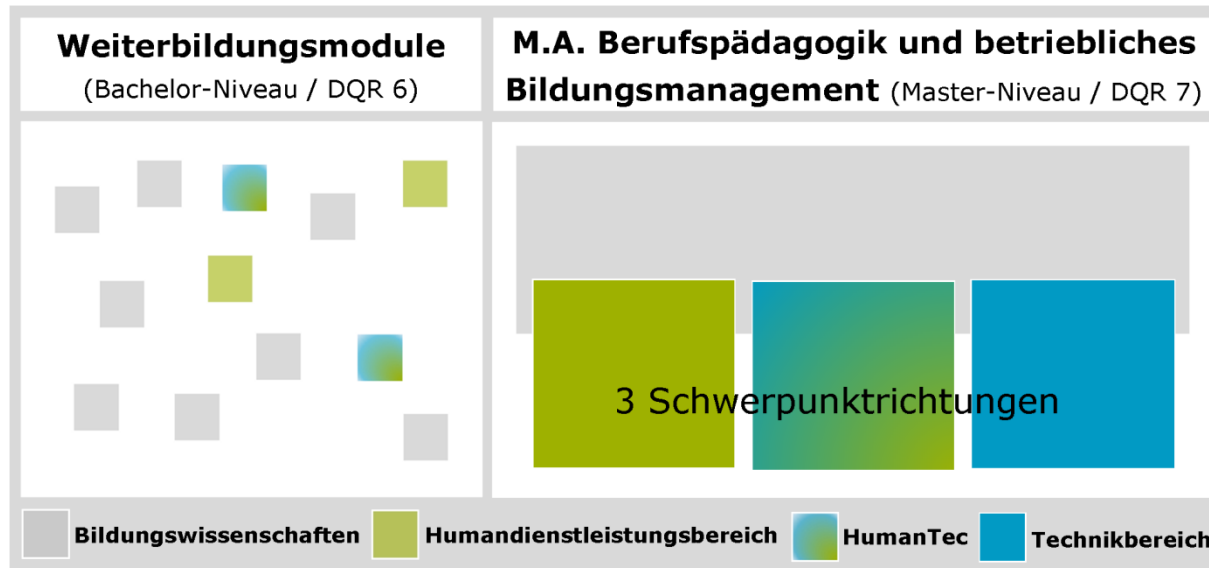 Weiterbildungsmodule
(Bachelor-Niveau / DQR 6)
M.A. Berufspädagogik und betriebliches
Bildungsmanagement (Master-Niveau / DQR 7)
3 Schwerpunktrichtungen
Bildungswissenschaften
Humandienstleistungsbereich
HumanTec
Technikbereich